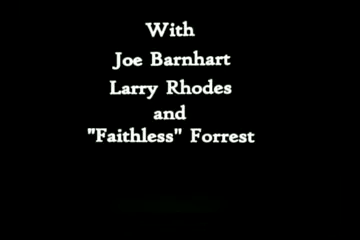 With
Joe Barnhart
Larry Rhodes
and
"Faithless" Forrest